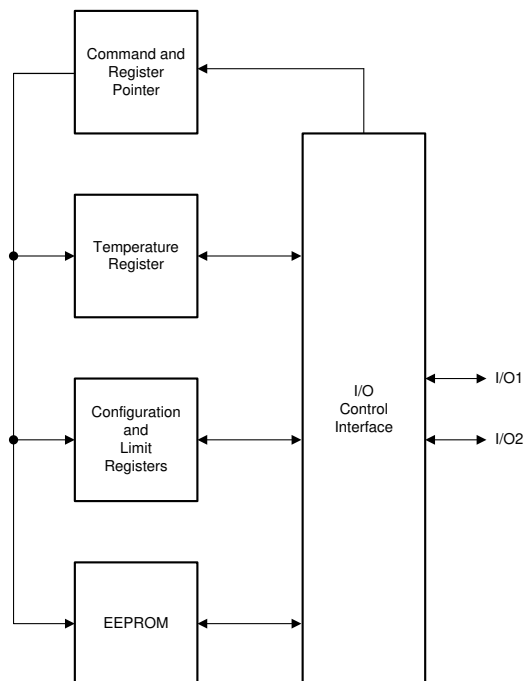 Command and
Register
Pointer
Temperature
Register
Configuration
and
Limit
Registers
EEPROM
I/O
Control
Interface
I/O1
I/O2